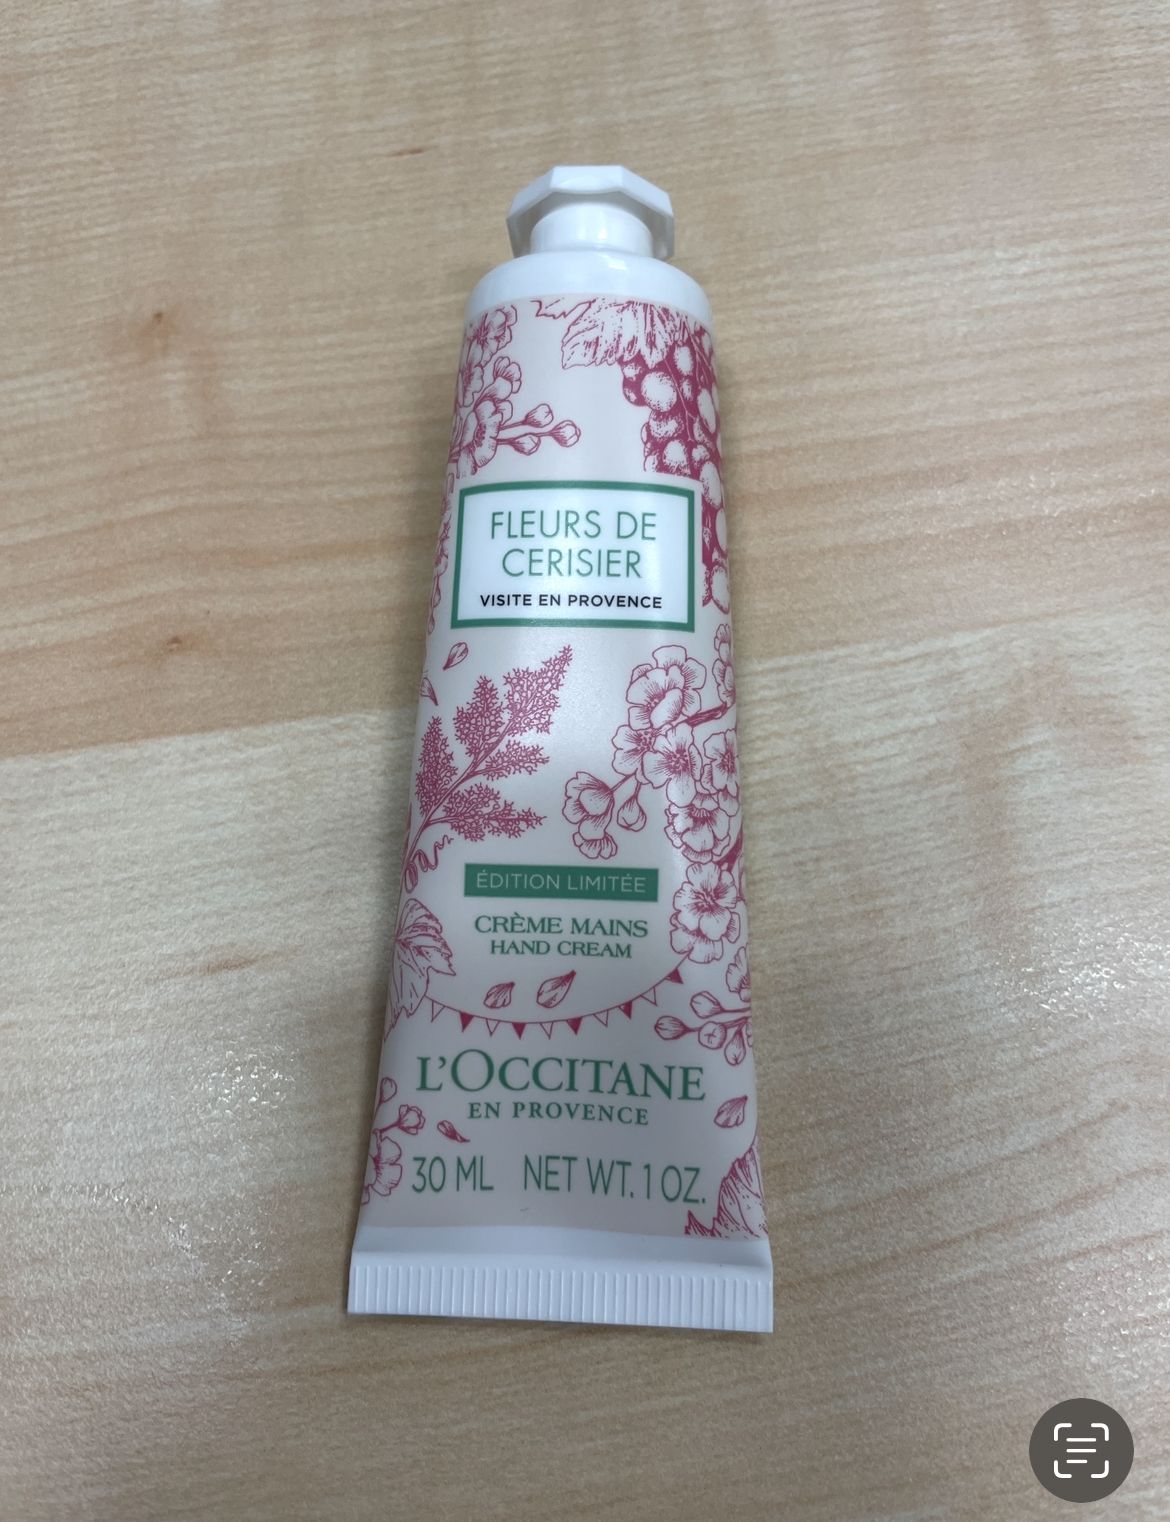 FLEURS DE
CERISIER
VISITE EN PROVENCE
ÉDITION LIMITÉE
CRÈME MAINS
HAND CREAM
L'OCCITANE
EN PROVENCE
30 ML NET WT. 1 OZ.